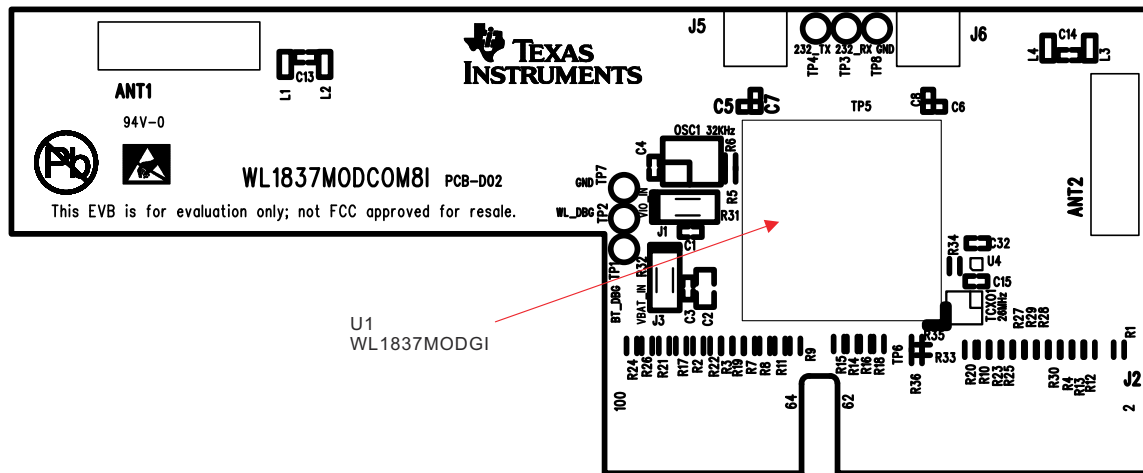 J5
232_TX
232_RX
GND
TP4
TP3
TP8
J6
L4
C14
L3
TEXAS
INSTRUMENTS
L1
C13
L2
ANT1
94V-0
Pb
C5
C7
TP5
C8
C6
OSC1 32KHz
C4
R6
R5
WL1837MODCOM8I PCB-D02
This EVB is for evaluation only; not FCC approved for resale.
GND
TP7
WL_DBG
TP2
VIO_IN
R31
J1
C1
ANT2
BT_DBG
TP1
VBAT_IN
R32
J3
C3
C2
R34
C32
U4
C15
TCXO1
26MHz
U1
WL1837MODGI
R35
R27
R29
R28
R1
R24
R26
R21
R17
R2
R22
R3
R19
R7
R8
R11
R9
R15
R14
R16
R18
TP6
R36
R33
R20
R10
R23
R25
R30
R4
R13
R12
J2
100
64
62
2